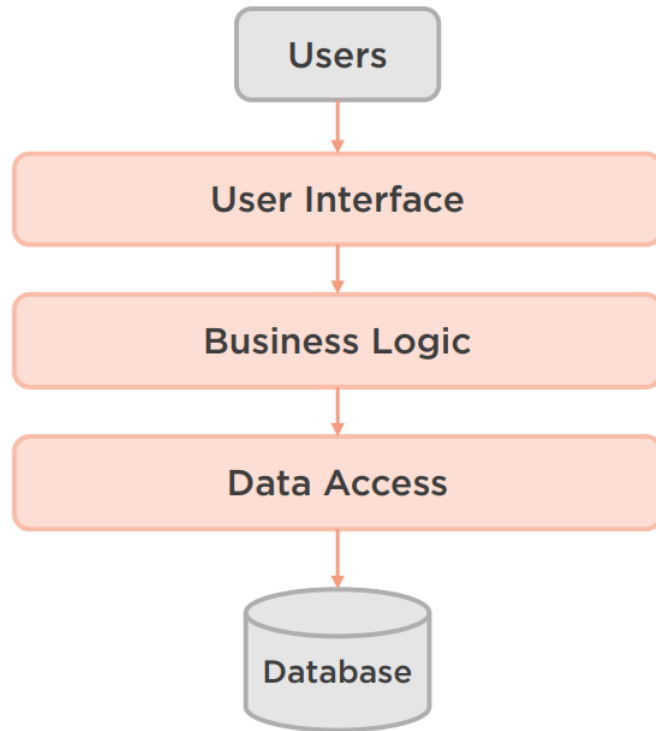 Users
User Interface
Business Logic
Data Access
Database